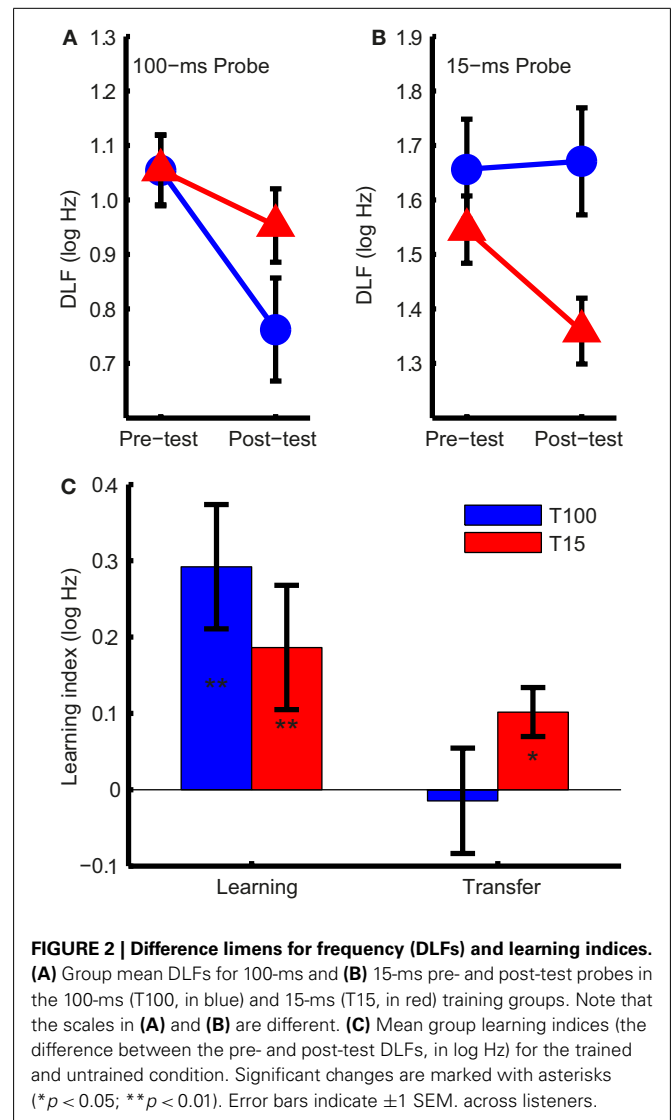 A
100−ms Probe
DLF (log Hz)
1.3
1.2
1.1
1.0
0.9
0.8
0.7
Pre−test
Post−test
B
15−ms Probe
DLF (log Hz)
1.9
1.8
1.7
1.6
1.5
1.4
1.3
Pre−test
Post−test
C
Learning index (log Hz)
0.4
0.3
0.2
0.1
0
−0.1
T100
T15
**
**
*
Learning
Transfer
FIGURE 2 | Difference limens for frequency (DLFs) and learning indices.
(A) Group mean DLFs for 100-ms and (B) 15-ms pre- and post-test probes in
the 100-ms (T100, in blue) and 15-ms (T15, in red) training groups. Note that
the scales in (A) and (B) are different. (C) Mean group learning indices (the
difference between the pre- and post-test DLFs, in log Hz) for the trained
and untrained condition. Significant changes are marked with asterisks
(*p < 0.05; **p < 0.01). Error bars indicate ±1 SEM. across listeners.